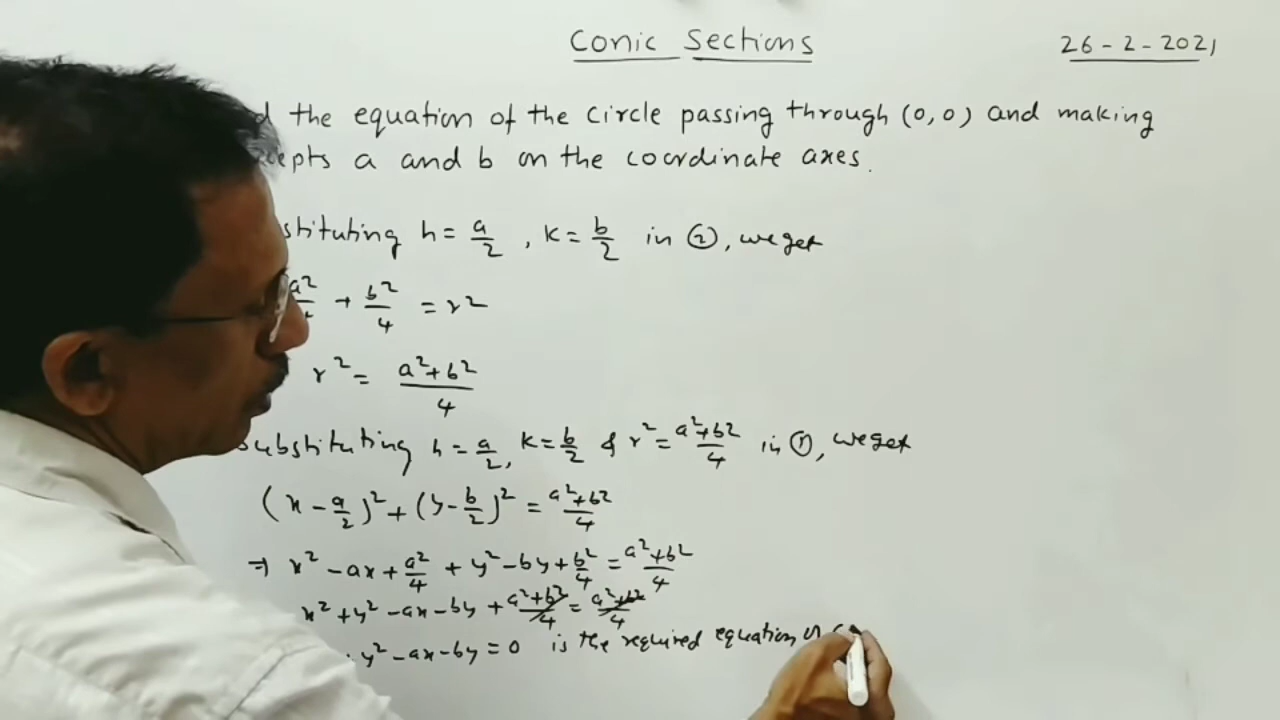 Conic Sections
26-2-2021
the equation of the circle passing through (0,0) and making
a and b on the coordinate axes.
h = a/2, k = b/2 in ②, we get
a²/4 + b²/4 = r²
r² = a²+b²/4
Substituting h = a/2, k = b/2 & r² = a²+b²/4 in ①, we get
(x - a/2)² + (y - b/2)² = a²+b²/4
⇒ x² - ax + a²/4 + y² - by + b²/4 = a²+b²/4
x² + y² - ax - by + a²+b²/4 = a²+b²/4
y² - ax - by = 0 is the required equation of